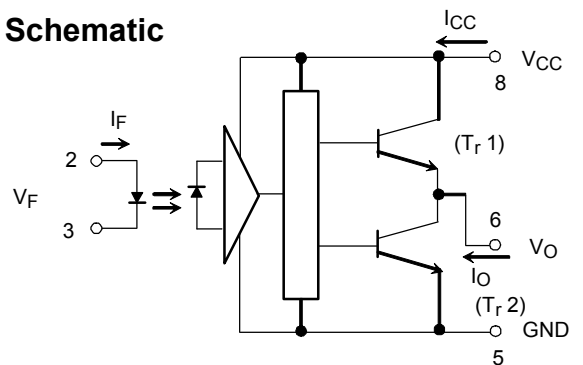 Schematic
ICC
VCC
8
IF
2
(Tr 1)
VF
3
6
VO
IO
(Tr 2)
GND
5